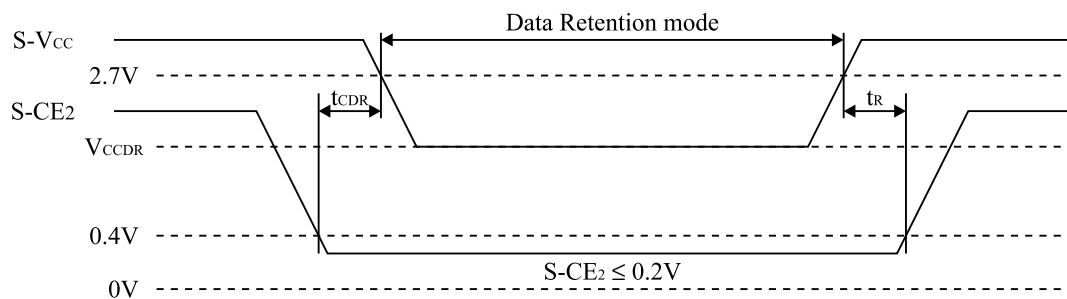 Data Retention mode
S-VCC
2.7V
tCDR
tR
S-CE2
VCCDR
0.4V
S-CE2 ≤ 0.2V
0V